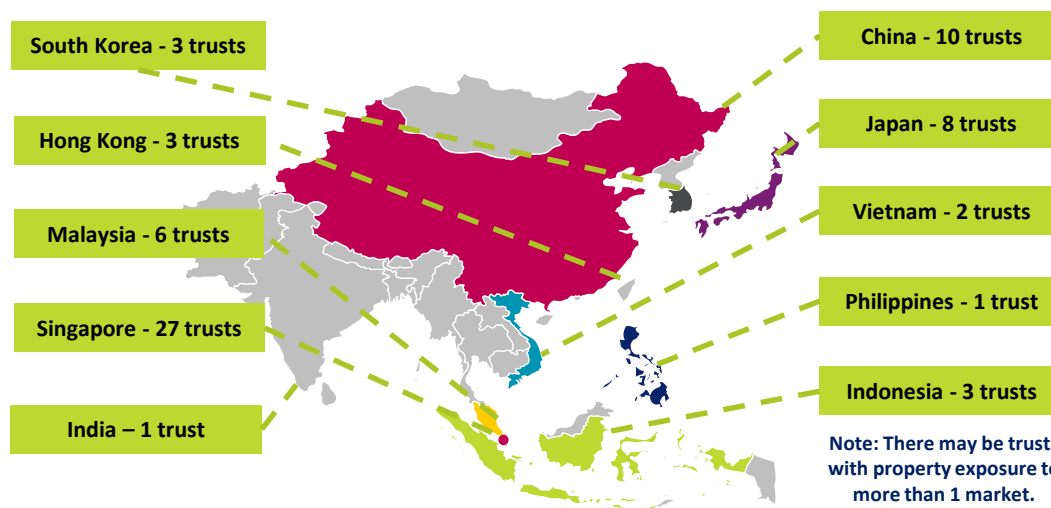 South Korea - 3 trusts
Hong Kong - 3 trusts
Malaysia - 6 trusts
Singapore - 27 trusts
India – 1 trust
China - 10 trusts
Japan - 8 trusts
Vietnam - 2 trusts
Philippines - 1 trust
Indonesia - 3 trusts
Note: There may be trust
with property exposure to
more than 1 market.